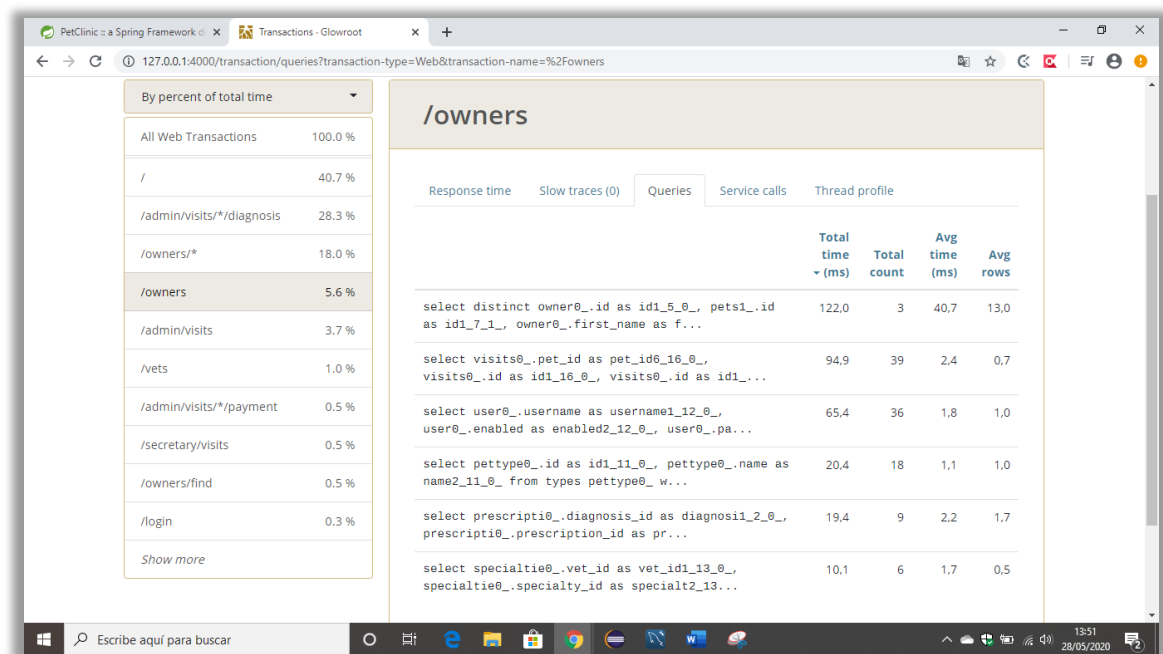 PetClinic :: a Spring Framework d
Transactions - Glowroot
127.0.0.1:4000/transaction/queries?transaction-type=Web&transaction-name=%2Fowners
By percent of total time
All Web Transactions 100.0 %
/ 40.7 %
/admin/visits/*/diagnosis 28.3 %
/owners/* 18.0 %
/owners 5.6 %
/admin/visits 3.7 %
/vets 1.0 %
/admin/visits/*/payment 0.5 %
/secretary/visits 0.5 %
/owners/find 0.5 %
/login 0.3 %
Show more
/owners
Response time Slow traces (0) Queries Service calls Thread profile
Total time (ms) Total count Avg time (ms) Avg rows
select distinct owner0_.id as id1_5_0_, pets1_.id 122,0 3 40,7 13,0
as id1_7_1_, owner0_.first_name as f...
select visits0_.pet_id as pet_id6_16_0_, 94,9 39 2,4 0,7
visits0_.id as id1_16_0_, visits0_.id as id1_...
select user0_.username as username1_12_0_, 65,4 36 1,8 1,0
user0_.enabled as enabled2_12_0_, user0_.pa...
select pettype0_.id as id1_11_0_, pettype0_.name as 20,4 18 1,1 1,0
name2_11_0_ from types pettype0_ w...
select prescripti0_.diagnosis_id as diagnosi1_2_0_, 19,4 9 2,2 1,7
prescripti0_.prescription_id as pr...
select specialtie0_.vet_id as vet_id1_13_0_, 10,1 6 1,7 0,5
specialtie0_.specialty_id as specialt2_13...
Escribe aquí para buscar
13:51
28/05/2020